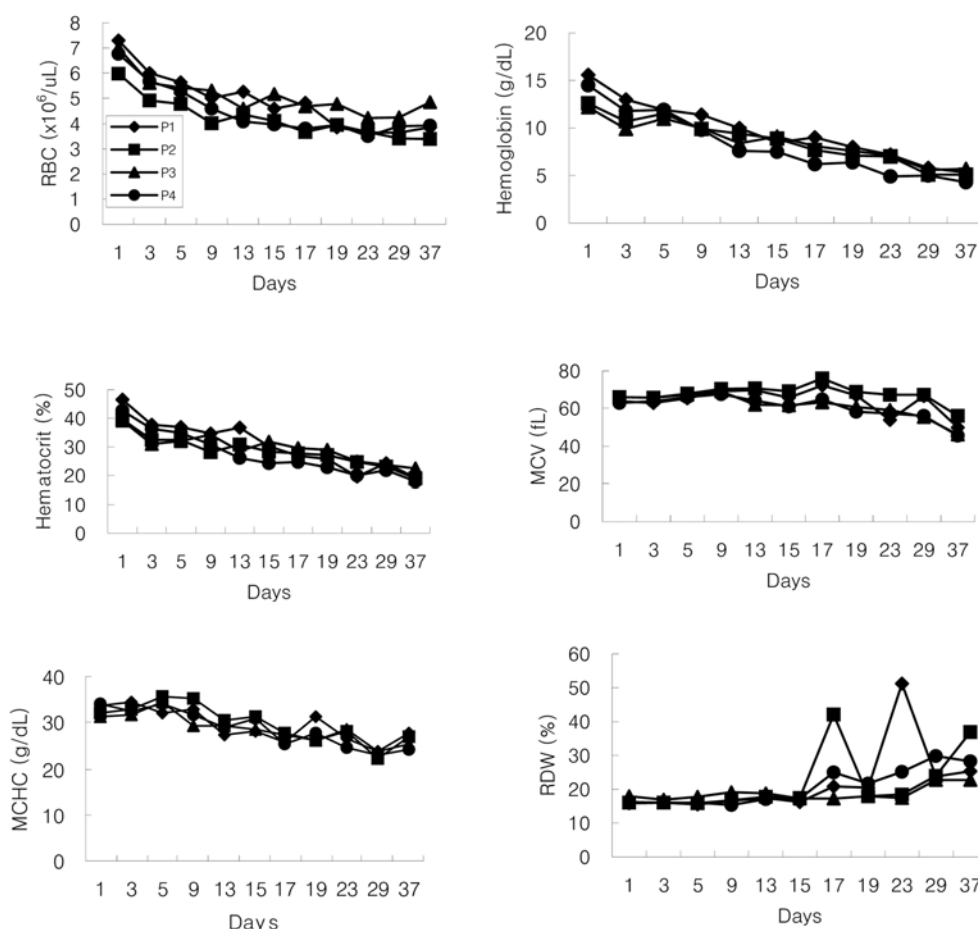 RBC (x10⁶/uL)
8
7
6
5
4
3
2
1
0
P1
P2
P3
P4
1 3 5 9 13 15 17 19 23 29 37
Days
Hemoglobin (g/dL)
20
15
10
5
0
1 3 5 9 13 15 17 19 23 29 37
Days
Hematocrit (%)
50
40
30
20
10
0
1 3 5 9 13 15 17 19 23 29 37
Days
MCV (fL)
80
60
40
20
0
1 3 5 9 13 15 17 19 23 29 37
Days
MCHC (g/dL)
40
30
20
10
0
1 3 5 9 13 15 17 19 23 29 37
Days
RDW (%)
60
50
40
30
20
10
0
1 3 5 9 13 15 17 19 23 29 37
Days